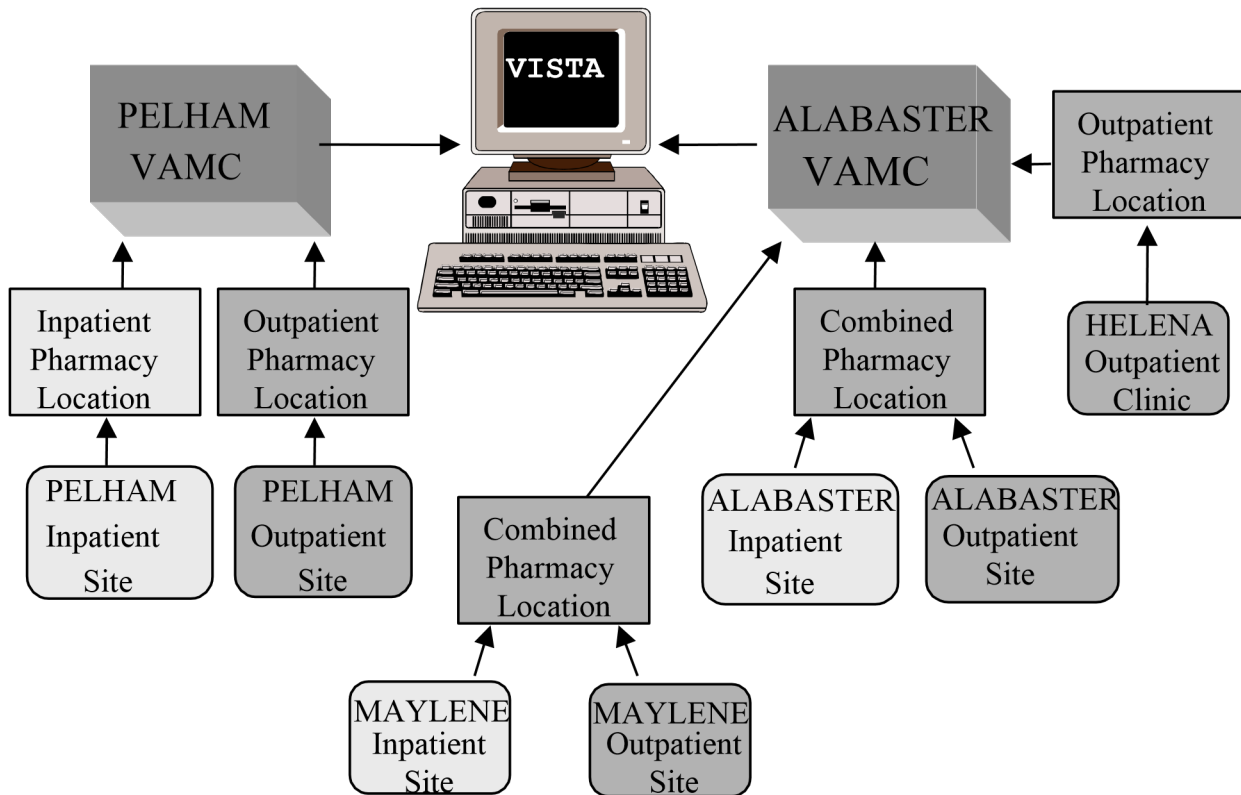 PELHAM
VAMC
VISTA
ALABASTER
VAMC
Outpatient
Pharmacy
Location
Inpatient
Pharmacy
Location
Outpatient
Pharmacy
Location
Combined
Pharmacy
Location
HELENA
Outpatient
Clinic
PELHAM
Inpatient
Site
PELHAM
Outpatient
Site
Combined
Pharmacy
Location
ALABASTER
Inpatient
Site
ALABASTER
Outpatient
Site
MAYLENE
Inpatient
Site
MAYLENE
Outpatient
Site